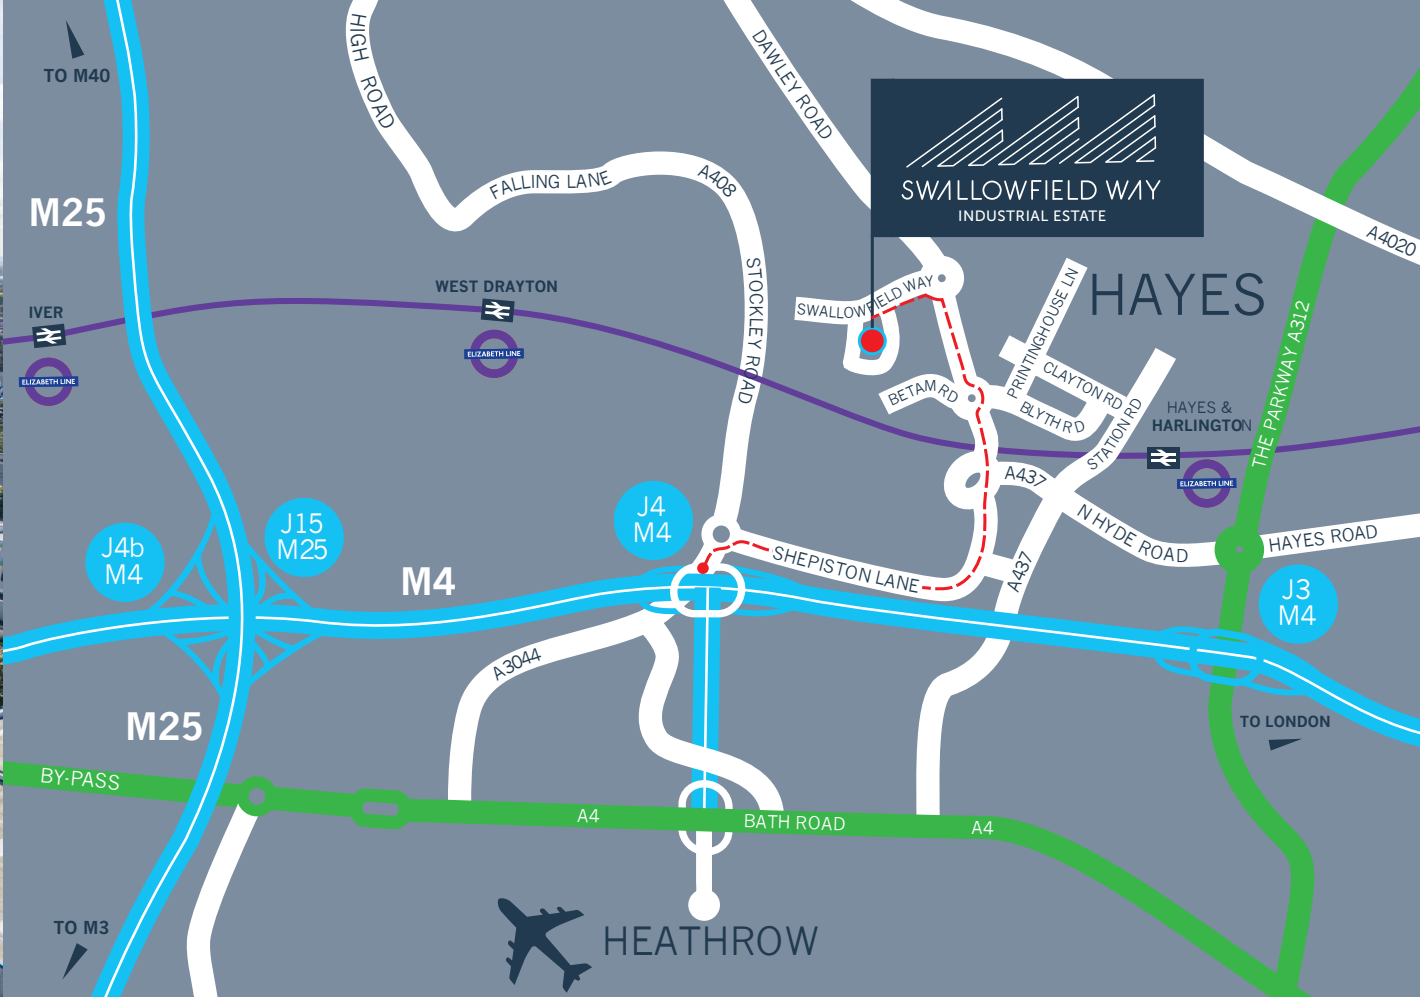 HIGH ROAD
DAWLEY ROAD
TO M40
SWALLOWFIELD WAY
INDUSTRIAL ESTATE
A408
FALLING LANE
M25
A4020
WEST DRAYTON
IVER
ELIZABETH LINE
ELIZABETH LINE
STOCKLEY ROAD
SWALLOWFIELD WAY
HAYES
PRINTINGHOUSE LN
THE PARKWAY A312
BETAM RD
CLAYTON RD
BLYTH RD
STATION RD
HAYES &
HARLINGTON
ELIZABETH LINE
A437
N HYDE ROAD
HAYES ROAD
J4
M4
J15
M25
J4b
M4
M4
SHEPISTON LANE
A437
J3
M4
A3044
M25
TO LONDON
BY-PASS
A4
BATH ROAD
A4
TO M3
HEATHROW